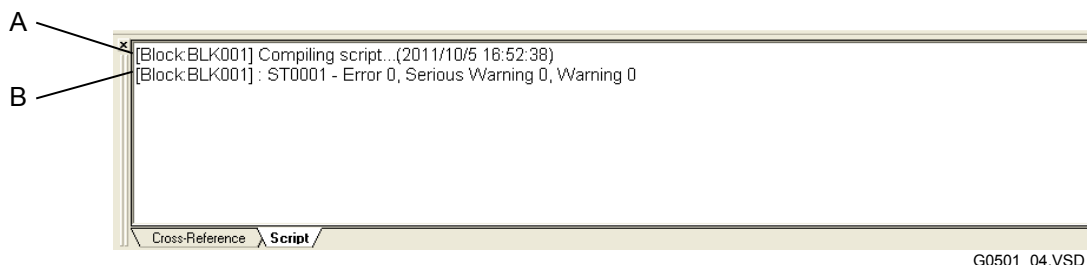 A
B
[Block:BLK001] Compiling script...(2011/10/5 16:52:38)
[Block:BLK001] : ST0001 - Error 0, Serious Warning 0, Warning 0
Cross-Reference
Script
G0501_04.VSD